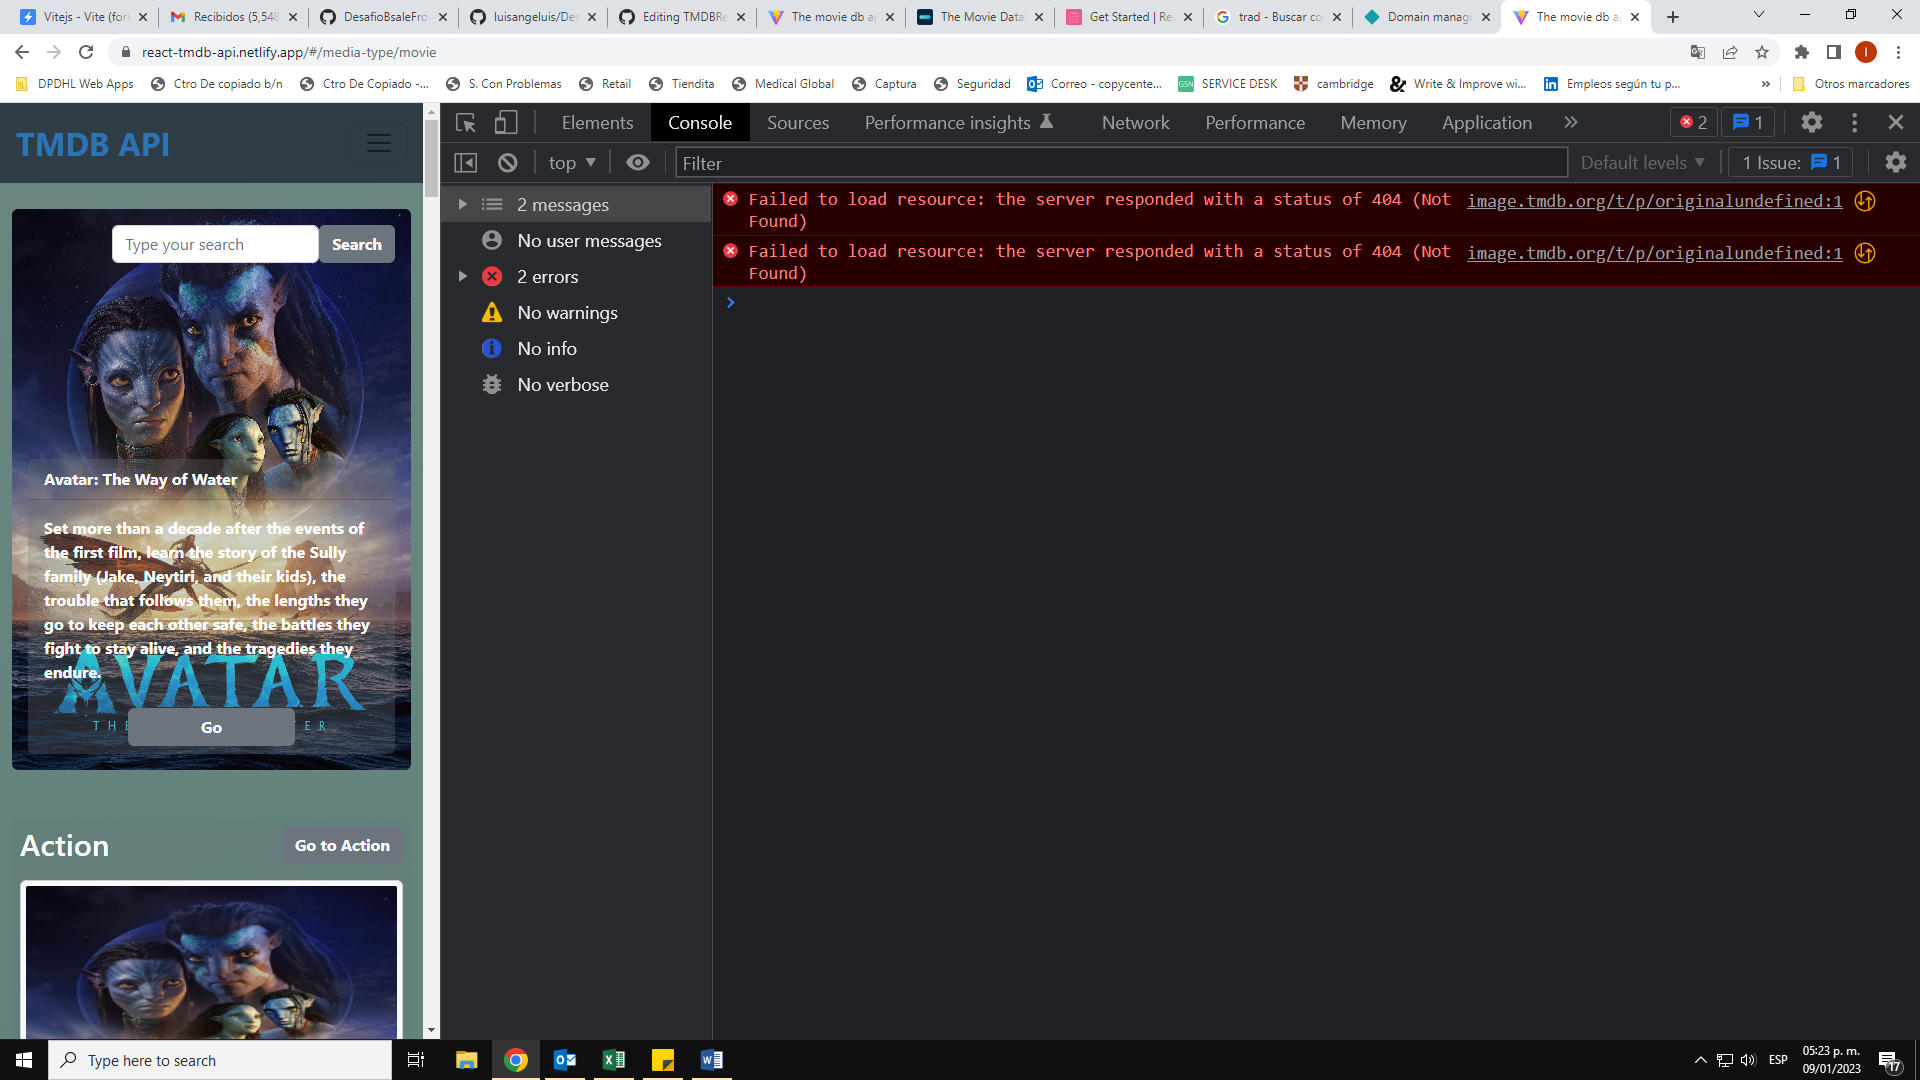 Vitejs - Vite (for
Recibidos (5,548
DesafioBsaleFro
luisangeluis/Des
Editing TMDBRe
The movie db a
The Movie Data
Get Started | Re
trad - Buscar co
Domain manag
The movie db a
react-tmdb-api.netlify.app/#/media-type/movie
I
DPDHL Web Apps
Ctro De copiado b/n
Ctro De Copiado -...
S. Con Problemas
Retail
Tiendita
Medical Global
Captura
Seguridad
Correo - copycente...
GSN
SERVICE DESK
cambridge
Write & Improve wi...
Empleos según tu p...
»
Otros marcadores
TMDB API
Type your search
Search
Avatar: The Way of Water
Set more than a decade after the events of
the first film, learn the story of the Sully
family (Jake, Neytiri, and their kids), the
trouble that follows them, the lengths they
go to keep each other safe, the battles they
fight to stay alive, and the tragedies they
endure.
AVATAR
Go
Action
Go to Action
Elements
Console
Sources
Performance insights
Network
Performance
Memory
Application
2
1
top
Filter
Default levels
1 Issue:
1
2 messages
No user messages
2 errors
No warnings
No info
No verbose
Failed to load resource: the server responded with a status of 404 (Not
Found)
image.tmdb.org/t/p/originalundefined:1
Failed to load resource: the server responded with a status of 404 (Not
Found)
image.tmdb.org/t/p/originalundefined:1
Type here to search
ESP
05:23 p. m.
09/01/2023
17